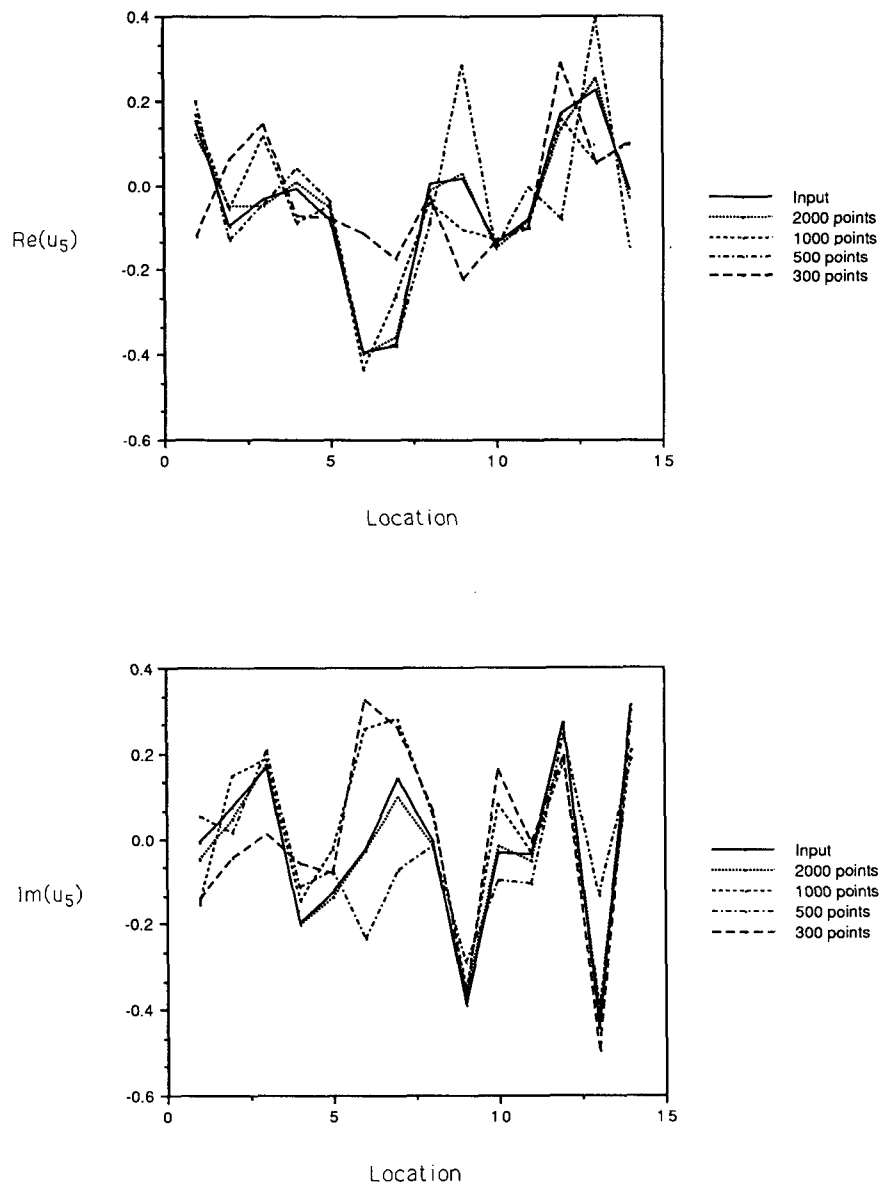 0.4
0.2
0.0
-0.2
-0.4
-0.6
Re(u5)
0
5
10
15
Location
Input
2000 points
1000 points
500 points
300 points
0.4
0.2
0.0
-0.2
-0.4
-0.6
Im(u5)
0
5
10
15
Location
Input
2000 points
1000 points
500 points
300 points